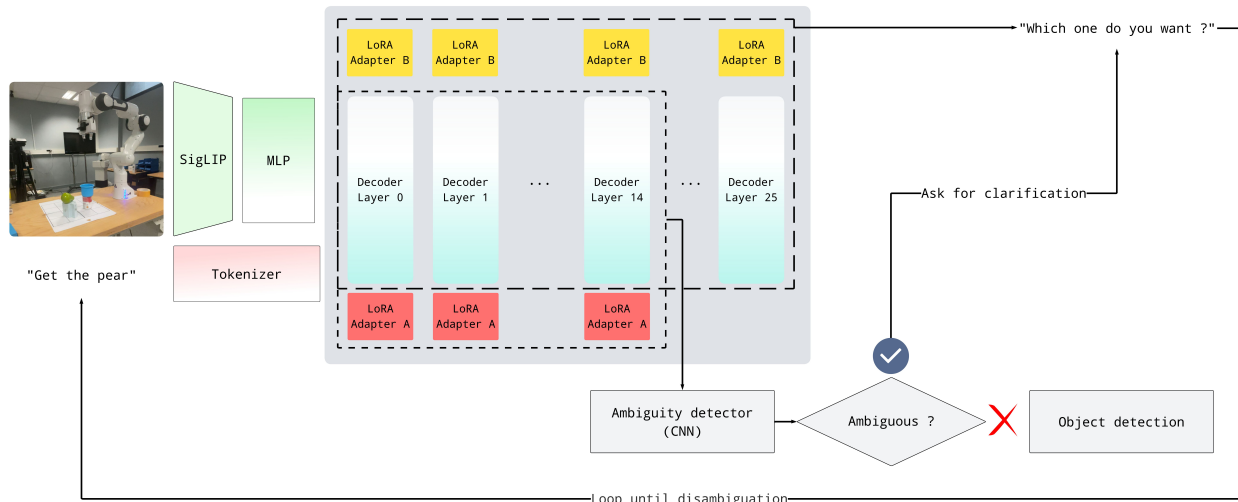 "Which one do you want ?"
LoRA
Adapter B
LoRA
Adapter B
LoRA
Adapter B
LoRA
Adapter B
SigLIP
MLP
Decoder
Layer 0
Decoder
Layer 1
...
Decoder
Layer 14
...
Decoder
Layer 25
Ask for clarification
"Get the pear"
Tokenizer
LoRA
Adapter A
LoRA
Adapter A
LoRA
Adapter A
Ambiguity detector
(CNN)
Ambiguous ?
Object detection
Loop until disambiguation